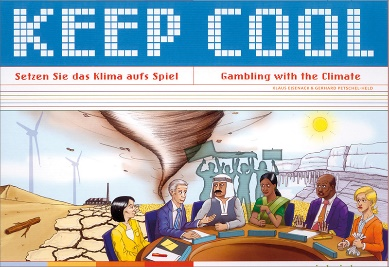 KEEP COOL
Setzen Sie das Klima aufs Spiel
Gambling with the Climate
KLAUS EISENACK & GERHARD PETSCHEL-HELD